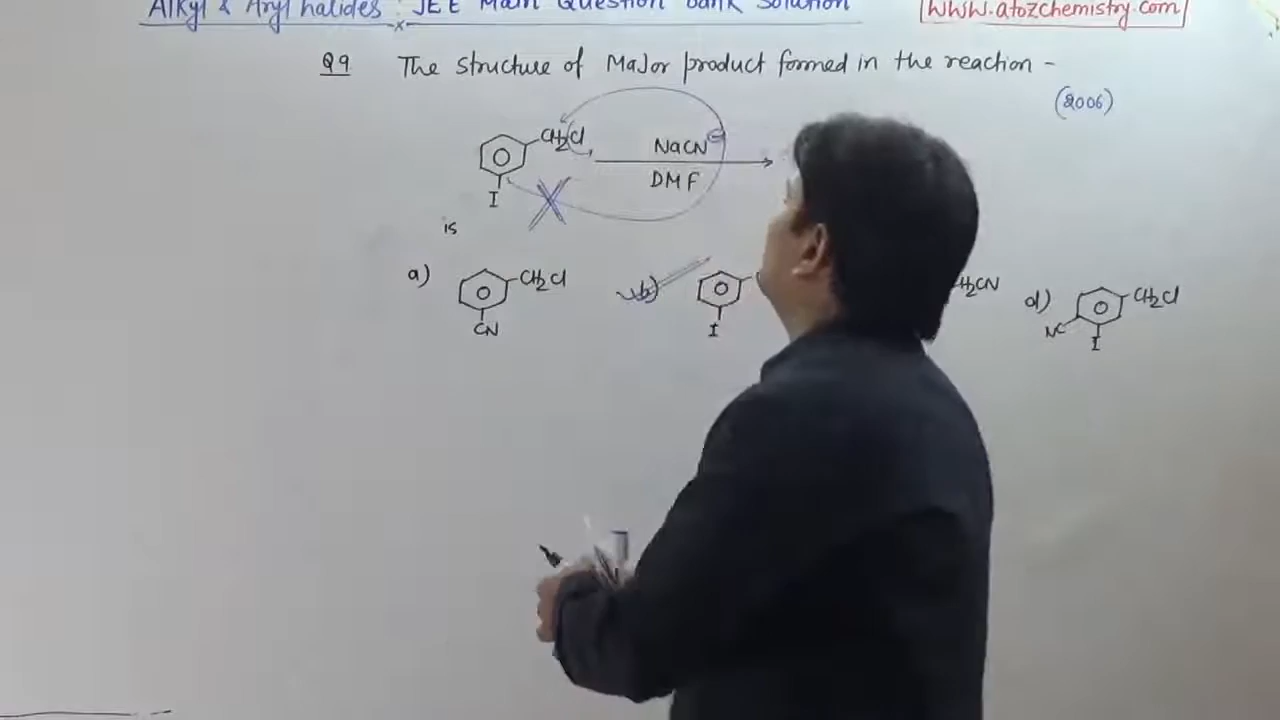 Alkyl & Aryl halides : JEE Main Question bank solution
www.atozchemistry.com
Q9 The structure of Major product formed in the reaction -
(2006)
CH2Cl
NaCN
DMF
I
is
a) CH2Cl
CN
b)
I
H2CN
d) CH2Cl
NC
I